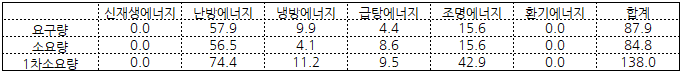 신재생에너지 난방에너지 냉방에너지 급탕에너지 조명에너지 환기에너지 합계
요구량 0.0 57.9 9.9 4.4 15.6 0.0 87.9
소요량 0.0 56.5 4.1 8.6 15.6 0.0 84.8
1차소요량 0.0 74.4 11.2 9.5 42.9 0.0 138.0